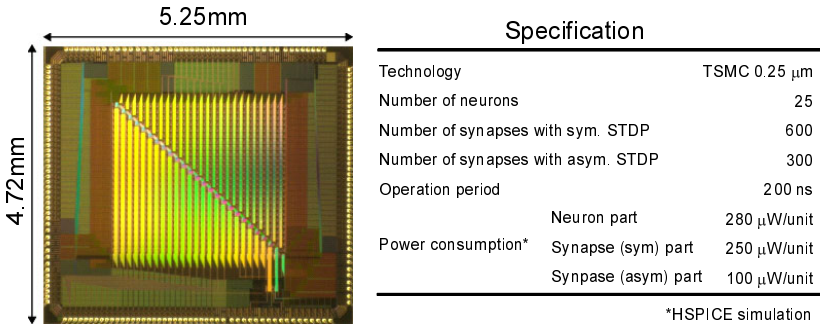 5.25mm
4.72mm
Specification
Technology TSMC 0.25 μm
Number of neurons 25
Number of synapses with sym. STDP 600
Number of synapses with asym. STDP 300
Operation period 200 ns
Power consumption* Neuron part 280 μW/unit
Synapse (sym) part 250 μW/unit
Synpase (asym) part 100 μW/unit
*HSPICE simulation